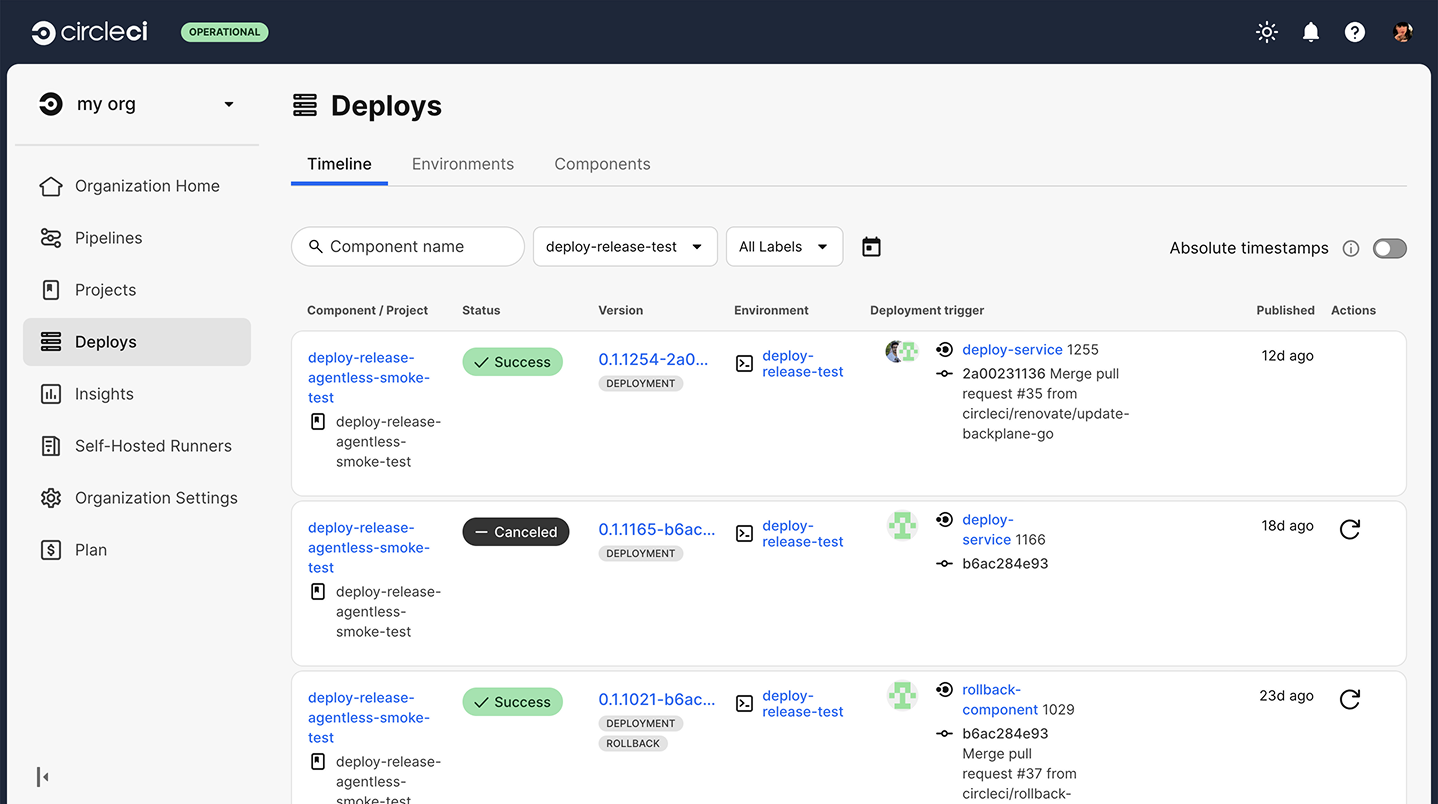 circleci
OPERATIONAL
my org
Organization Home
Pipelines
Projects
Deploys
Insights
Self-Hosted Runners
Organization Settings
Plan
Deploys
Timeline Environments Components
Component name deploy-release-test All Labels Absolute timestamps
Component / Project Status Version Environment Deployment trigger Published Actions
deploy-release-
agentless-smoke-
test
deploy-release-
agentless-
smoke-test
Success
0.1.1254-2a0...
DEPLOYMENT
deploy-
release-test
deploy-service 1255
2a00231136 Merge pull
request #35 from
circleci/renovate/update-
backplane-go
12d ago
deploy-release-
agentless-smoke-
test
deploy-release-
agentless-
smoke-test
Canceled
0.1.1165-b6ac...
DEPLOYMENT
deploy-
release-test
deploy-
service 1166
b6ac284e93
18d ago
deploy-release-
agentless-smoke-
test
deploy-release-
agentless-
smoke-test
Success
0.1.1021-b6ac...
DEPLOYMENT
ROLLBACK
deploy-
release-test
rollback-
component 1029
b6ac284e93
Merge pull
request #37 from
circleci/rollback-
23d ago